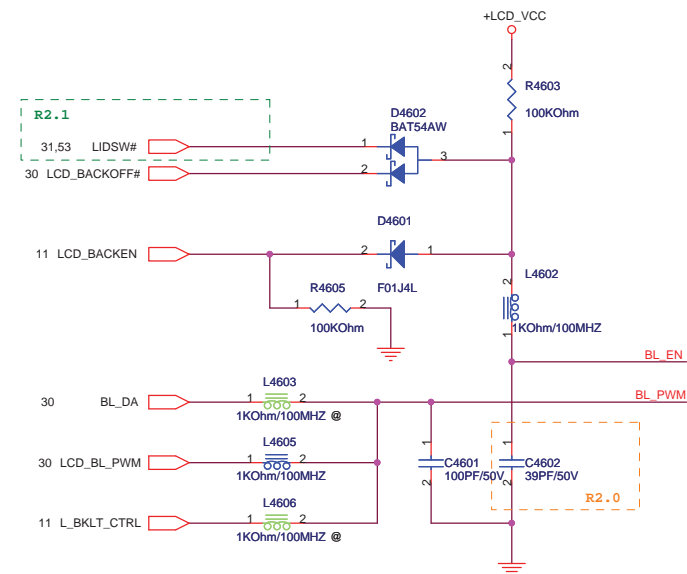 +LCD_VCC
2
R4603
100KOhm
1
R2.1
D4602
BAT54AW
31,53 LIDSW# 1
3
30 LCD_BACKOFF# 2
D4601
11 LCD_BACKEN 2 1
F01J4L
L4602
2
1KOhm/100MHZ
1
R4605
1 2
100KOhm
BL_EN
L4603
30 BL_DA 1 2 BL_PWM
1KOhm/100MHZ @
L4605
30 LCD_BL_PWM 1 2
1KOhm/100MHZ
1
C4601
100PF/50V
2
1
C4602
39PF/50V
2
R2.0
L4606
11 L_BKLT_CTRL 1 2
1KOhm/100MHZ @